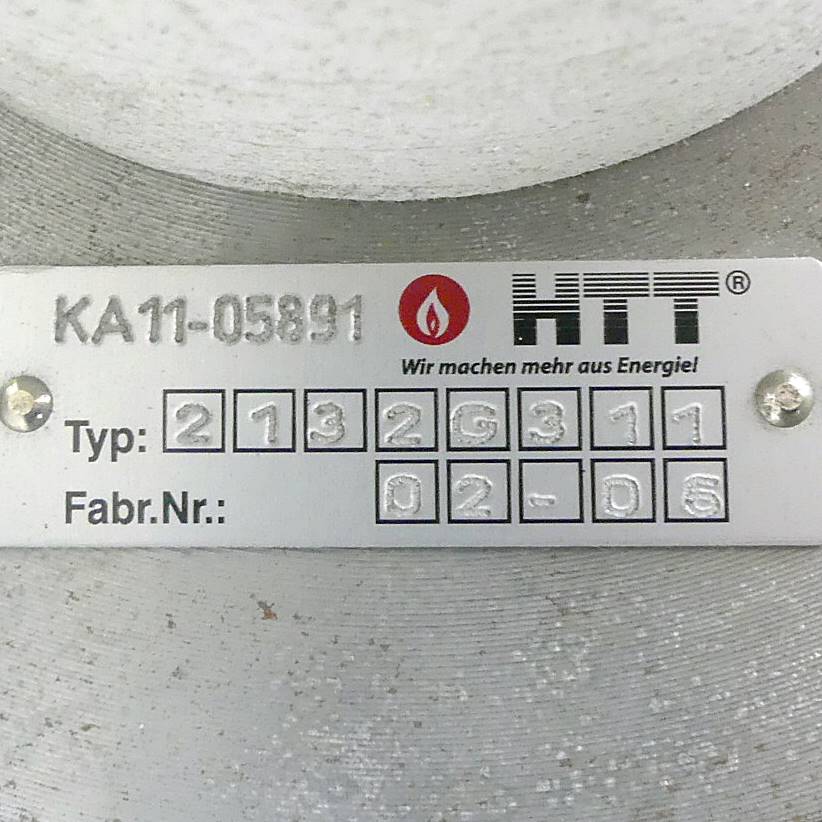 KA11-05891 HTT®
Wir machen mehr aus Energie!
Typ: 2132G311
Fabr.Nr.: 02-06